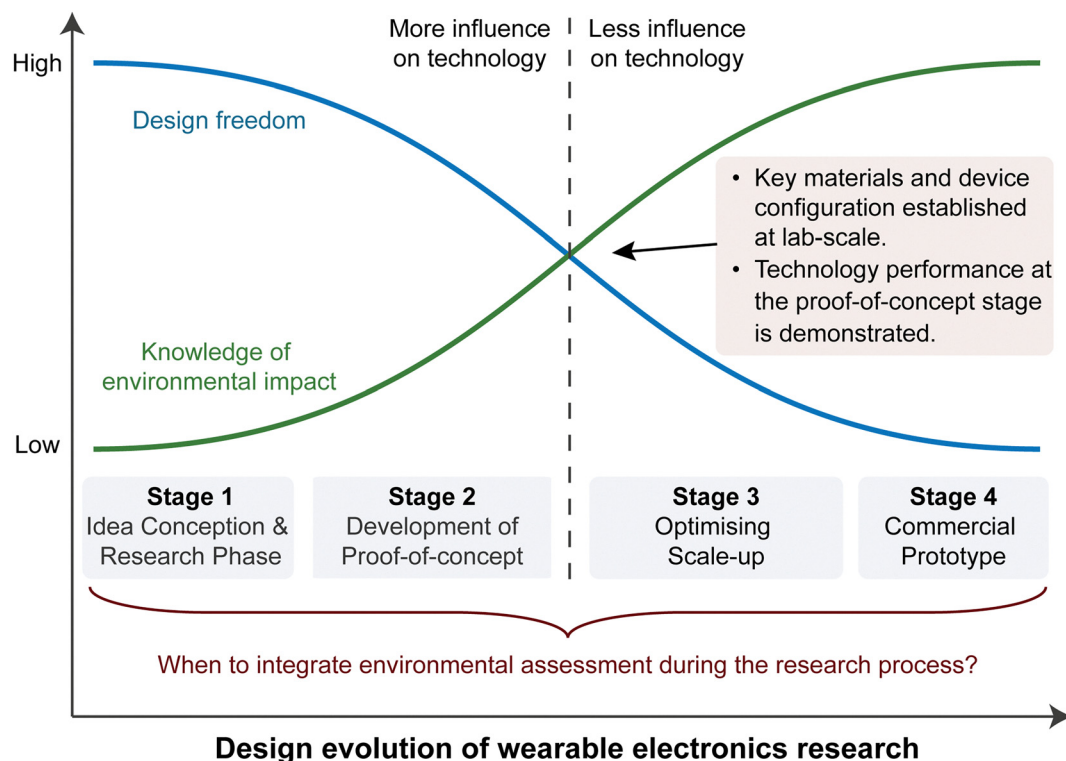 More influence
on technology
Less influence
on technology
High
Design freedom
• Key materials and device
configuration established
at lab-scale.
• Technology performance at
the proof-of-concept stage
is demonstrated.
Knowledge of
environmental impact
Low
Stage 1
Idea Conception &
Research Phase
Stage 2
Development of
Proof-of-concept
Stage 3
Optimising
Scale-up
Stage 4
Commercial
Prototype
When to integrate environmental assessment during the research process?
Design evolution of wearable electronics research